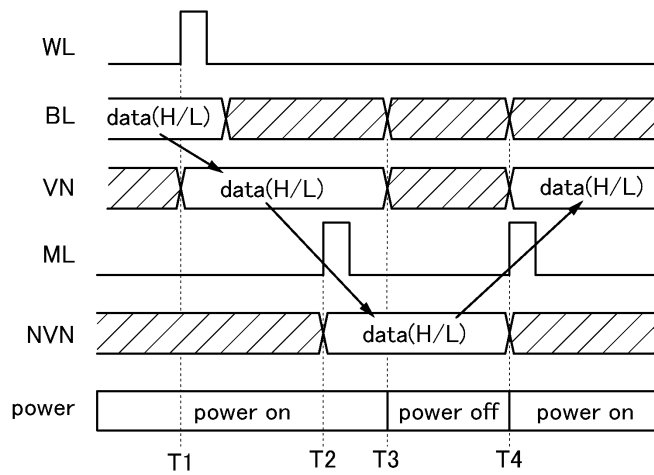 WL
BL data(H/L)
VN data(H/L) data(H/L)
ML
NVN data(H/L)
power power on power off power on
T1 T2 T3 T4